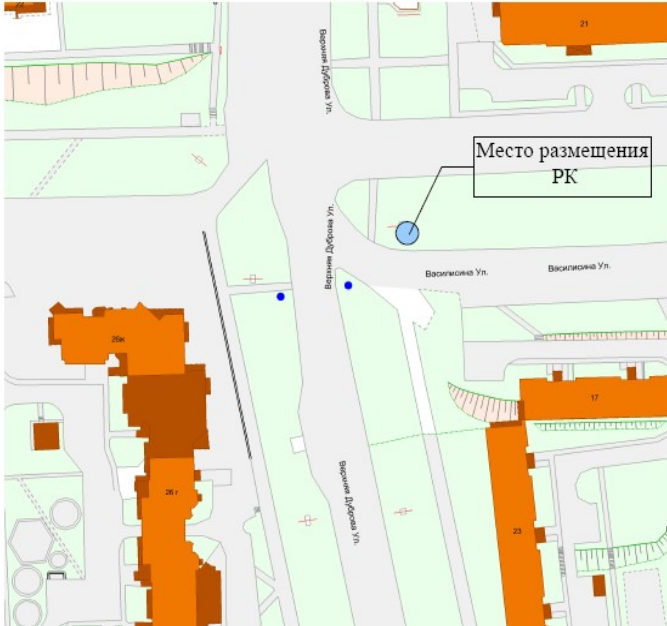 22
21
Верхняя Дуброва Ул.
Место размещения
РК
Верхняя Дуброва Ул.
Василисина Ул.
Василисина Ул.
26к
17
26 г
Верхняя Дуброва Ул.
23